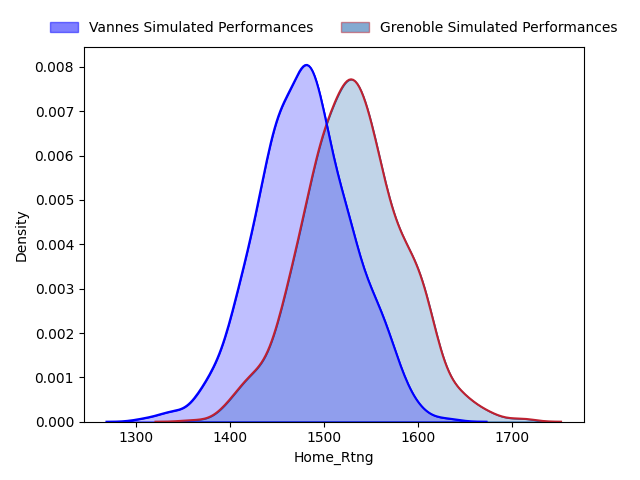 Vannes Simulated Performances Grenoble Simulated Performances
0.008
0.007
0.006
0.005
0.004
0.003
0.002
0.001
0.000
Density
1300 1400 1500 1600 1700
Home_Rtng